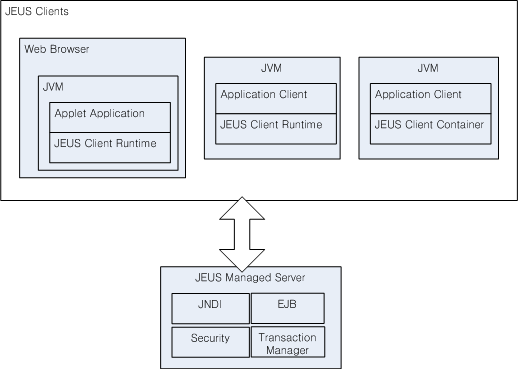 JEUS Clients
Web Browser
JVM
Applet Application
JEUS Client Runtime
JVM
Application Client
JEUS Client Runtime
JVM
Application Client
JEUS Client Container
JEUS Managed Server
JNDI
EJB
Security
Transaction
Manager